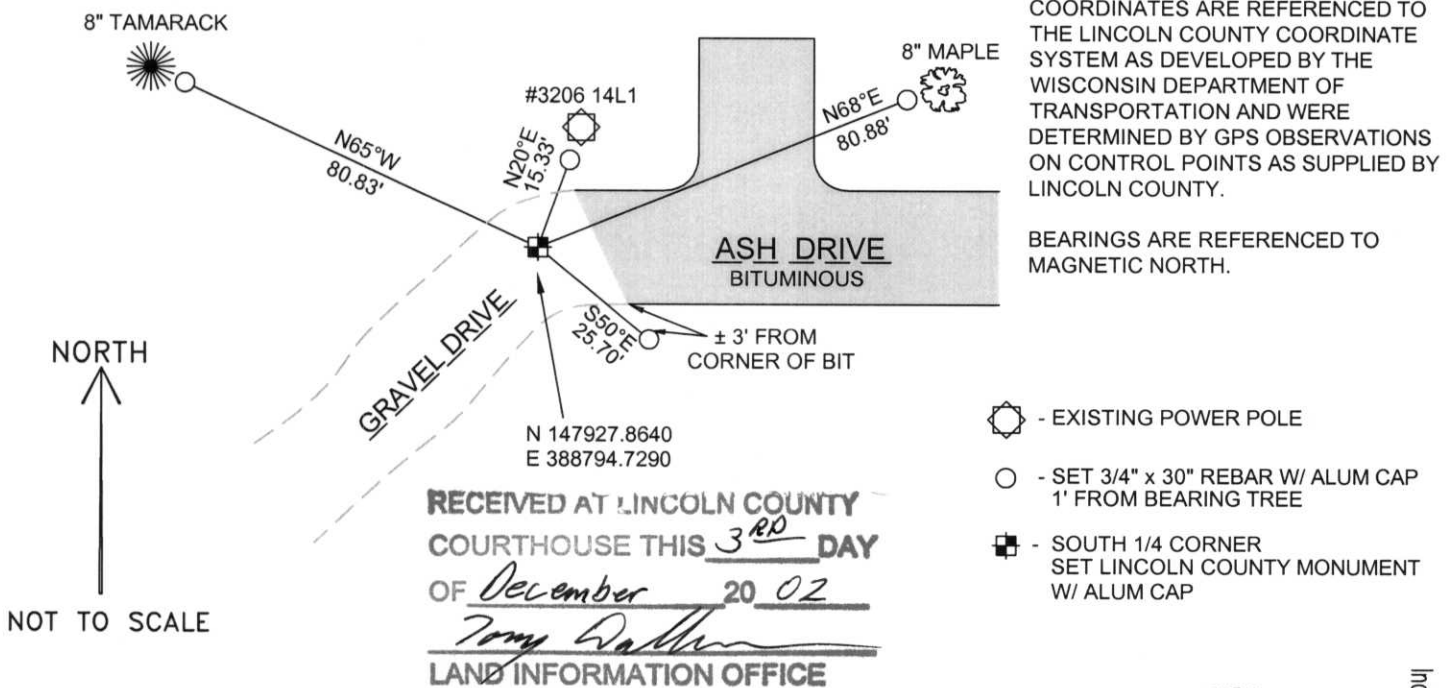 COORDINATES ARE REFERENCED TO
THE LINCOLN COUNTY COORDINATE
SYSTEM AS DEVELOPED BY THE
WISCONSIN DEPARTMENT OF
TRANSPORTATION AND WERE
DETERMINED BY GPS OBSERVATIONS
ON CONTROL POINTS AS SUPPLIED BY
LINCOLN COUNTY.
BEARINGS ARE REFERENCED TO
MAGNETIC NORTH.
8" TAMARACK
#3206 14L1
8" MAPLE
N65°W
80.83'
N20°E
15.33'
N68°E
80.88'
ASH DRIVE
BITUMINOUS
S50°E
25.70'
± 3' FROM
CORNER OF BIT
GRAVEL DRIVE
N 147927.8640
E 388794.7290
NORTH
NOT TO SCALE
- EXISTING POWER POLE
- SET 3/4" x 30" REBAR W/ ALUM CAP
1' FROM BEARING TREE
- SOUTH 1/4 CORNER
SET LINCOLN COUNTY MONUMENT
W/ ALUM CAP
RECEIVED AT LINCOLN COUNTY
COURTHOUSE THIS 3RD DAY
OF December 20 02
Tony
LAND INFORMATION OFFICE